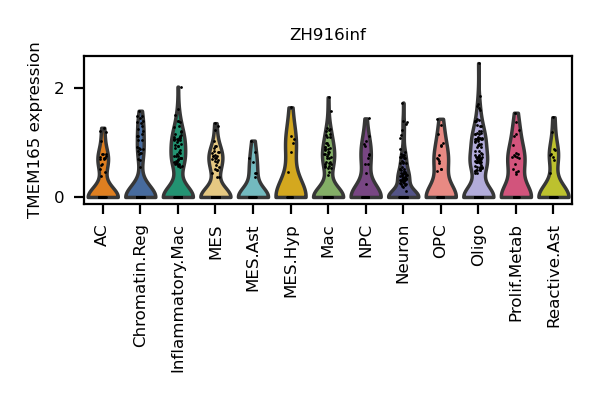 ZH916inf
TMEM165 expression
2
0
AC
Chromatin.Reg
Inflammatory.Mac
MES
MES.Ast
MES.Hyp
Mac
NPC
Neuron
OPC
Oligo
Prolif.Metab
Reactive.Ast